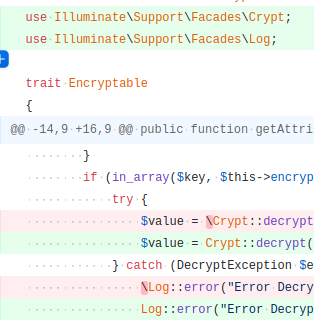 use Illuminate\Support\Facades\Crypt;
use Illuminate\Support\Facades\Log;
trait Encryptable
{
@@ -14,9 +16,9 @@ public function getAttri
}
if (in_array($key, $this->encryp
try {
$value = \Crypt::decrypt
$value = Crypt::decrypt(
} catch (DecryptException $e
\Log::error("Error Decry
Log::error("Error Decryp